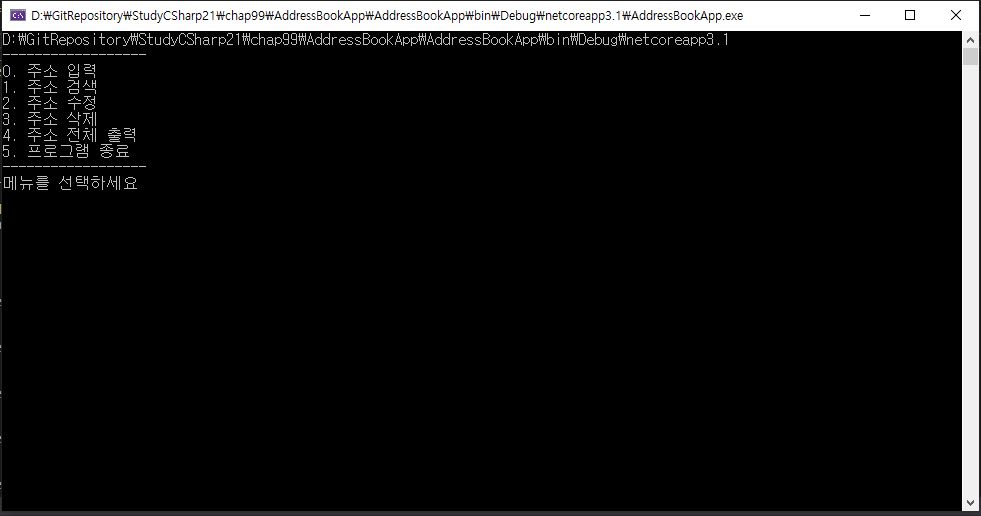 D:₩GitRepository₩StudyCSharp21₩chap99₩AddressBookApp₩AddressBookApp₩bin₩Debug₩netcoreapp3.1₩AddressBookApp.exe
D:₩GitRepository₩StudyCSharp21₩chap99₩AddressBookApp₩AddressBookApp₩bin₩Debug₩netcoreapp3.1
------------------
0. 주소 입력
1. 주소 검색
2. 주소 수정
3. 주소 삭제
4. 주소 전체 출력
5. 프로그램 종료
------------------
메뉴를 선택하세요